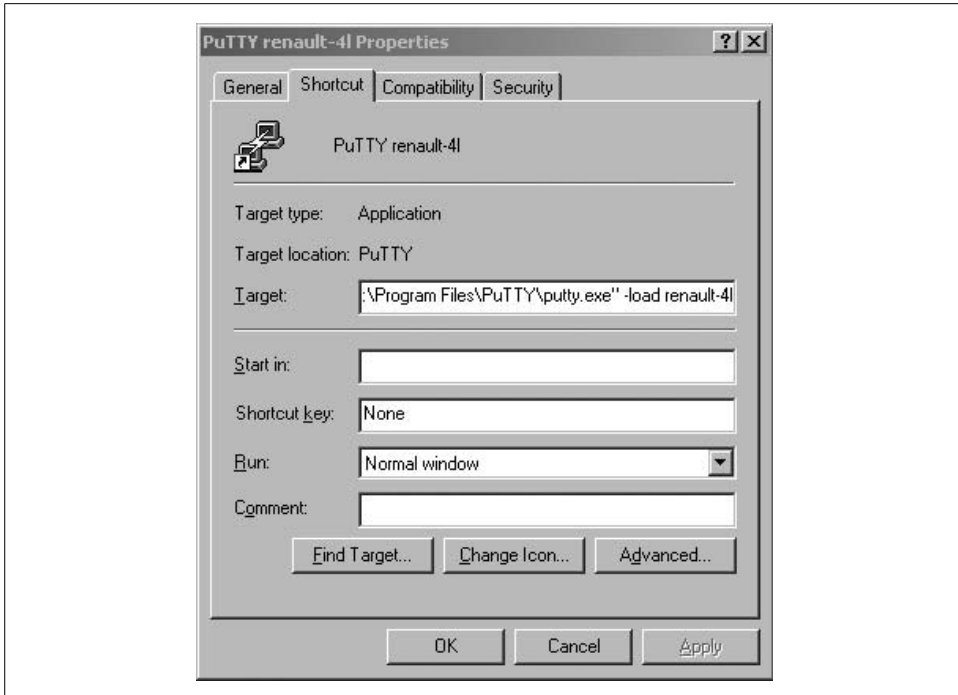 PuTTY renault-4l Properties
General Shortcut Compatibility Security
PuTTY renault-4l
Target type: Application
Target location: PuTTY
Target: :\Program Files\PuTTY\putty.exe" -load renault-4l
Start in:
Shortcut key: None
Run: Normal window
Comment:
Find Target... Change Icon... Advanced...
OK Cancel Apply